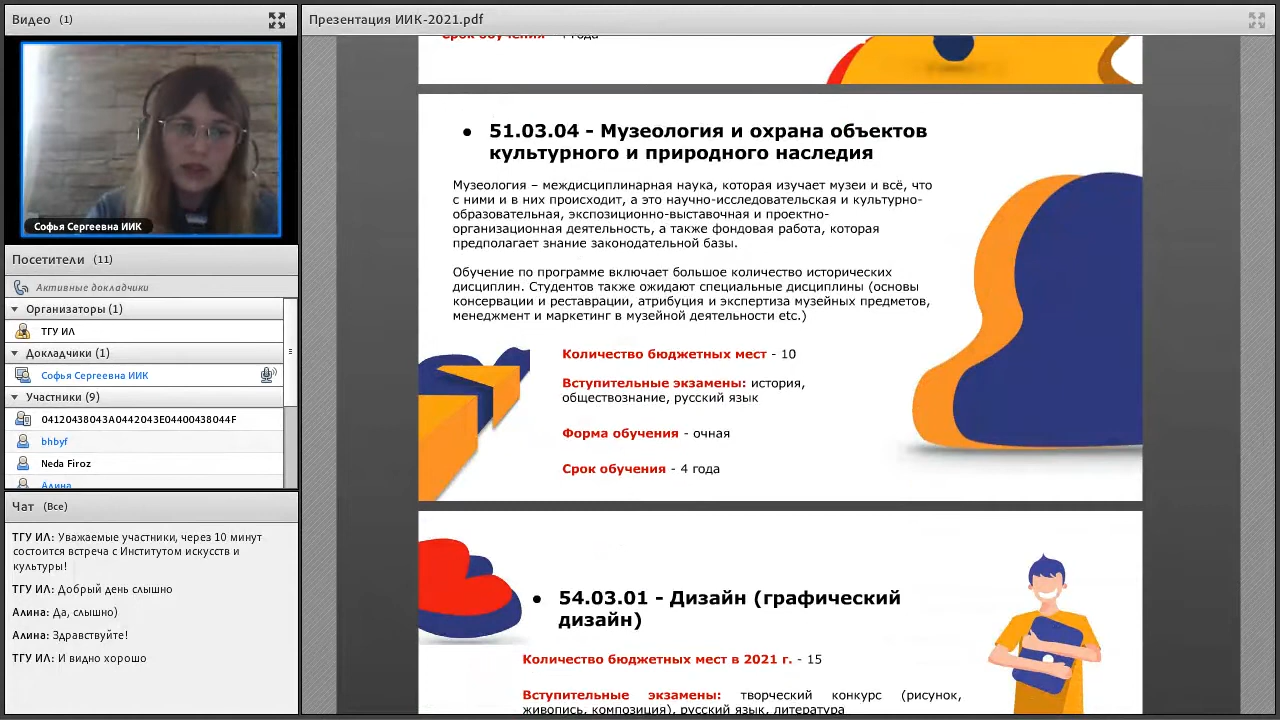 Видео (1)
Софья Сергеевна ИИК
Посетители (11)
Активные докладчики
Организаторы (1)
ТГУ ИЛ
Докладчики (1)
Софья Сергеевна ИИК
Участники (9)
04120438043A0442043E04400438044F
bhbyf
Neda Firoz
Алина
Чат (Все)
ТГУ ИЛ: Уважаемые участники, через 10 минут
состоится встреча с Институтом искусств и
культуры!
ТГУ ИЛ: Добрый день слышно
Алина: Да, слышно)
Алина: Здравствуйте!
ТГУ ИЛ: И видно хорошо
Презентация ИИК-2021.pdf
Срок обучения - 4 года
• 51.03.04 - Музеология и охрана объектов
культурного и природного наследия
Музеология – междисциплинарная наука, которая изучает музеи и всё, что
с ними и в них происходит, а это научно-исследовательская и культурно-
образовательная, экспозиционно-выставочная и проектно-
организационная деятельность, а также фондовая работа, которая
предполагает знание законодательной базы.
Обучение по программе включает большое количество исторических
дисциплин. Студентов также ожидают специальные дисциплины (основы
консервации и реставрации, атрибуция и экспертиза музейных предметов,
менеджмент и маркетинг в музейной деятельности etc.)
Количество бюджетных мест - 10
Вступительные экзамены: история,
обществознание, русский язык
Форма обучения - очная
Срок обучения - 4 года
• 54.03.01 - Дизайн (графический
дизайн)
Количество бюджетных мест в 2021 г. - 15
Вступительные экзамены: творческий конкурс (рисунок,
живопись, композиция), русский язык, литература